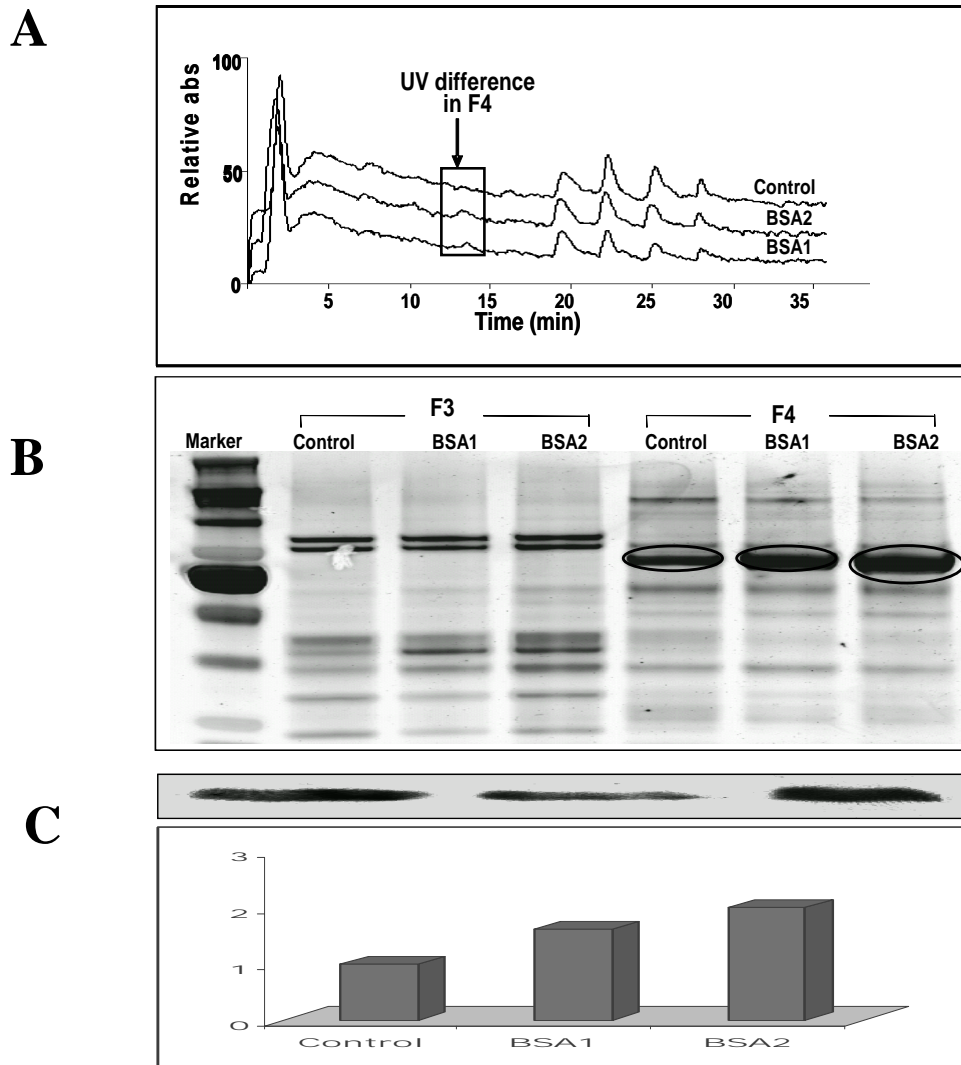 A
Relative abs
100
50
0
UV difference
in F4
Control
BSA2
BSA1
5 10 15 20 25 30 35
Time (min)
B
F3 F4
Marker Control BSA1 BSA2 Control BSA1 BSA2
C
3
2
1
0
Control BSA1 BSA2